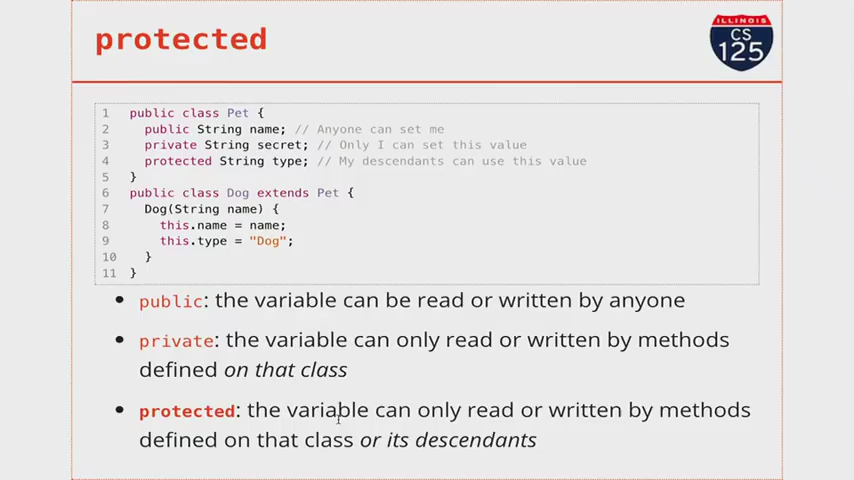 protected
ILLINOIS
CS
125
1 public class Pet {
2 public String name; // Anyone can set me
3 private String secret; // Only I can set this value
4 protected String type; // My descendants can use this value
5 }
6 public class Dog extends Pet {
7 Dog(String name) {
8 this.name = name;
9 this.type = "Dog";
10 }
11 }
• public: the variable can be read or written by anyone
• private: the variable can only read or written by methods
defined on that class
• protected: the variable can only read or written by methods
defined on that class or its descendants